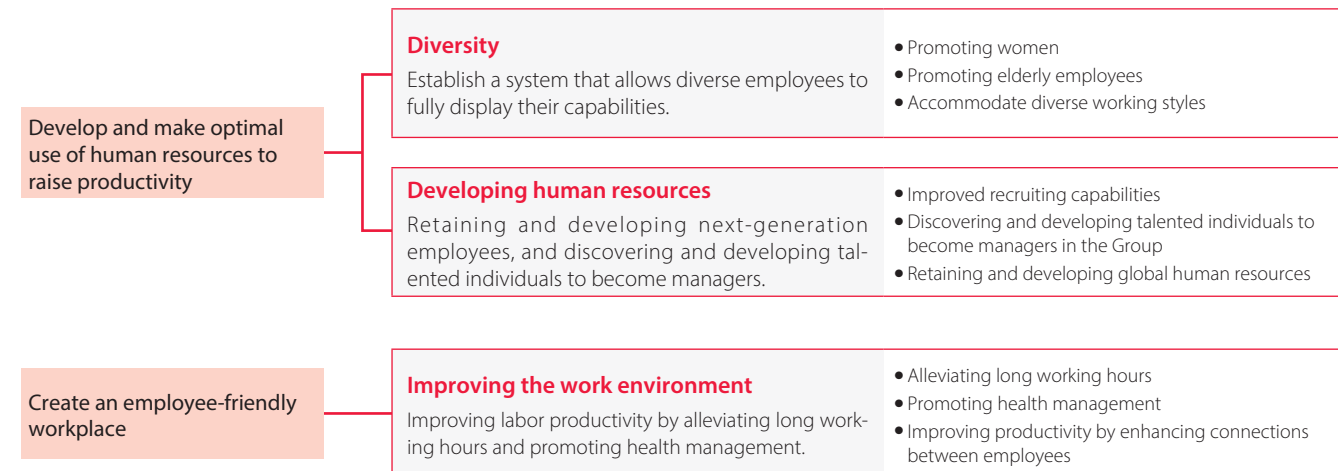 Develop and make optimal
use of human resources to
raise productivity
Diversity
Establish a system that allows diverse employees to
fully display their capabilities.
● Promoting women
● Promoting elderly employees
● Accommodate diverse working styles
Developing human resources
Retaining and developing next-generation
employees, and discovering and developing tal-
ented individuals to become managers.
● Improved recruiting capabilities
● Discovering and developing talented individuals to
become managers in the Group
● Retaining and developing global human resources
Create an employee-friendly
workplace
Improving the work environment
Improving labor productivity by alleviating long work-
ing hours and promoting health management.
● Alleviating long working hours
● Promoting health management
● Improving productivity by enhancing connections
between employees